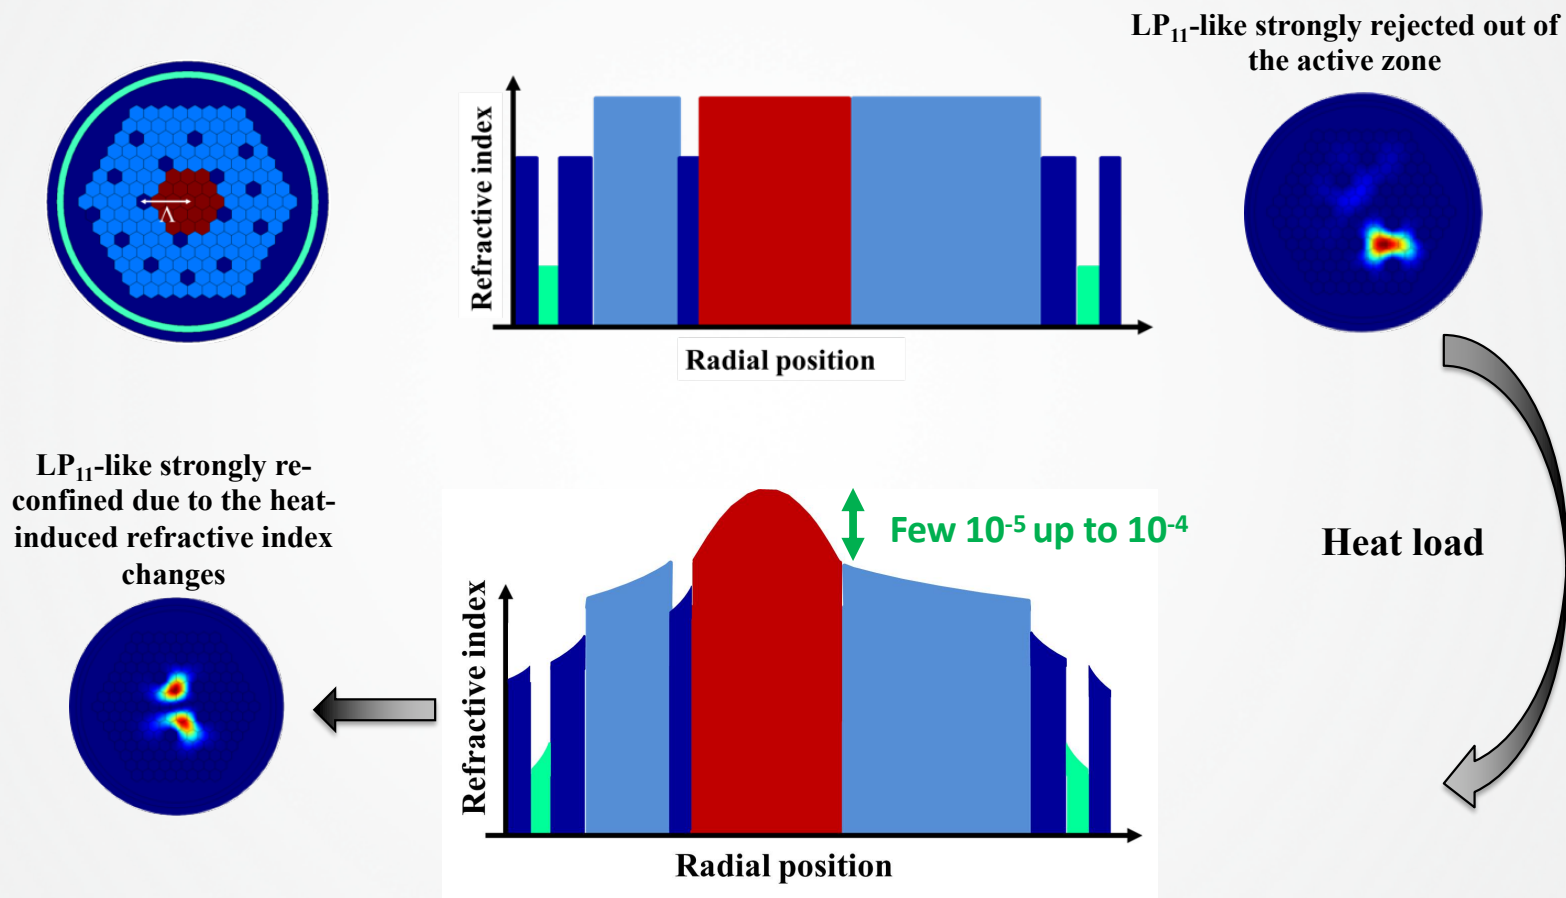 LP₁₁-like strongly rejected out of
the active zone
Λ
Refractive index
Radial position
LP₁₁-like strongly re-
confined due to the heat-
induced refractive index
changes
Few 10⁻⁵ up to 10⁻⁴
Heat load
Refractive index
Radial position